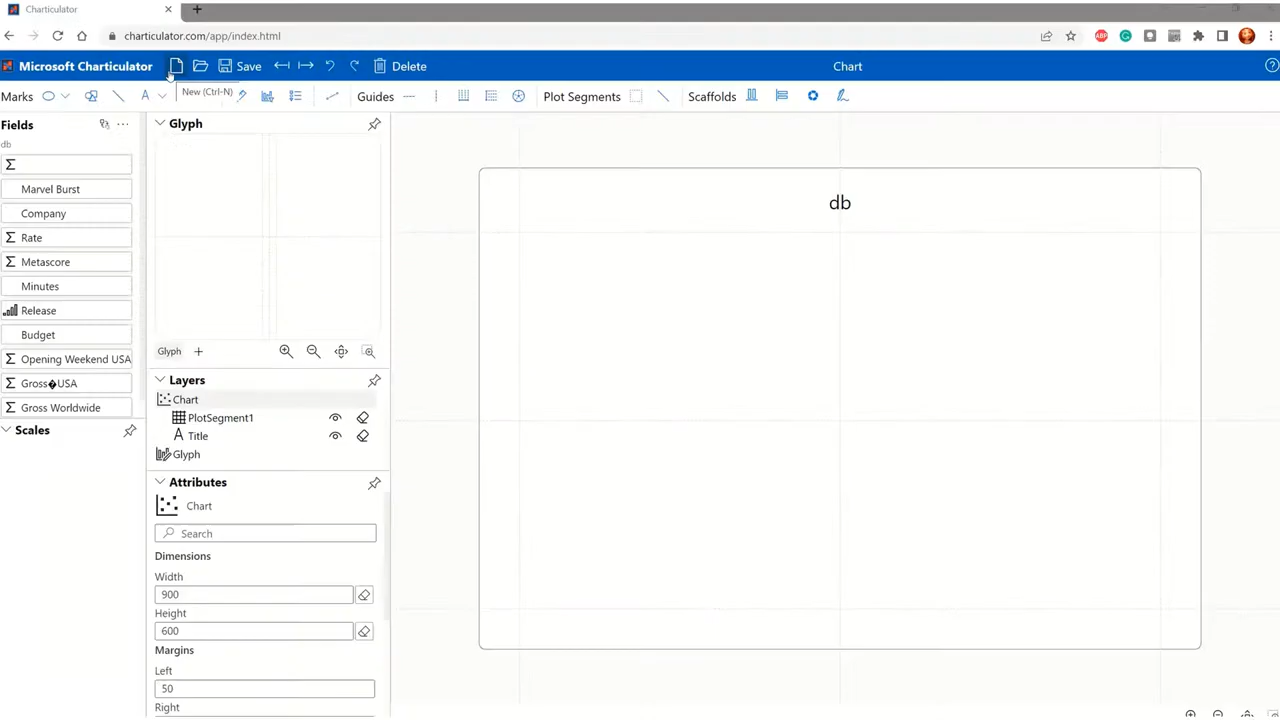 Charticulator
charticulator.com/app/index.html
ABP
Microsoft Charticulator
Save
Delete
Chart
New (Ctrl-N)
Marks
A
Guides
Plot Segments
Scaffolds
Fields
db
Σ
Marvel Burst
Company
Σ Rate
Σ Metascore
Minutes
Release
Budget
Σ Opening Weekend USA
Σ Gross�USA
Σ Gross Worldwide
Scales
Glyph
Glyph +
Layers
Chart
PlotSegment1
A Title
Glyph
Attributes
Chart
Search
Dimensions
Width
900
Height
600
Margins
Left
50
Right
db